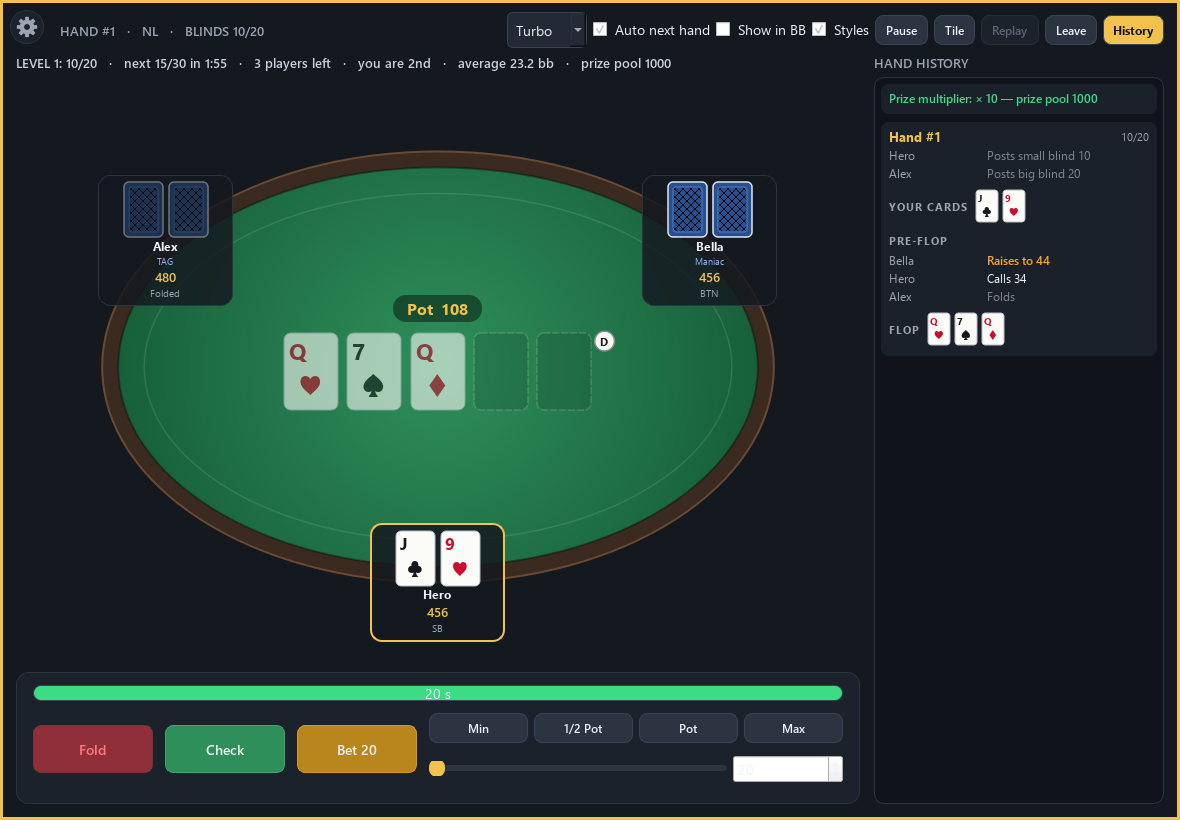 HAND #1 · NL · BLINDS 10/20
Turbo
Auto next hand
Show in BB
Styles
Pause
Tile
Replay
Leave
History
LEVEL 1: 10/20 · next 15/30 in 1:55 · 3 players left · you are 2nd · average 23.2 bb · prize pool 1000
HAND HISTORY
Prize multiplier: × 10 — prize pool 1000
Hand #1 10/20
Hero Posts small blind 10
Alex Posts big blind 20
YOUR CARDS J 9
PRE-FLOP
Bella Raises to 44
Hero Calls 34
Alex Folds
FLOP Q 7 Q
Alex
TAG
480
Folded
Bella
Maniac
456
BTN
Pot 108
D
Q 7 Q
J 9
Hero
456
SB
20 s
Fold
Check
Bet 20
Min
1/2 Pot
Pot
Max
20